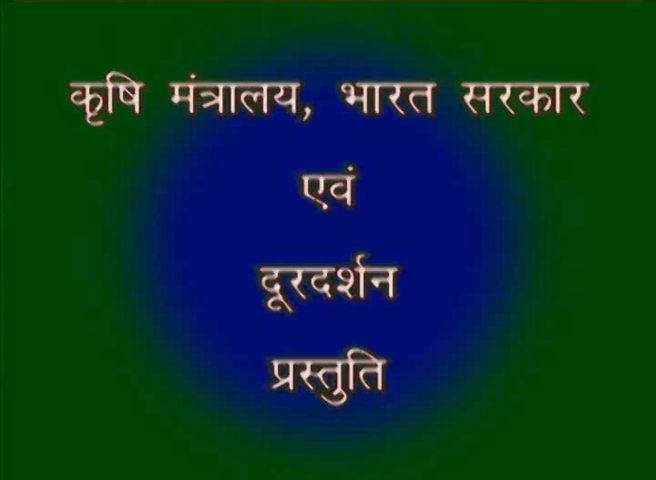 कृषि मंत्रालय, भारत सरकार
एवं
दूरदर्शन
प्रस्तुति